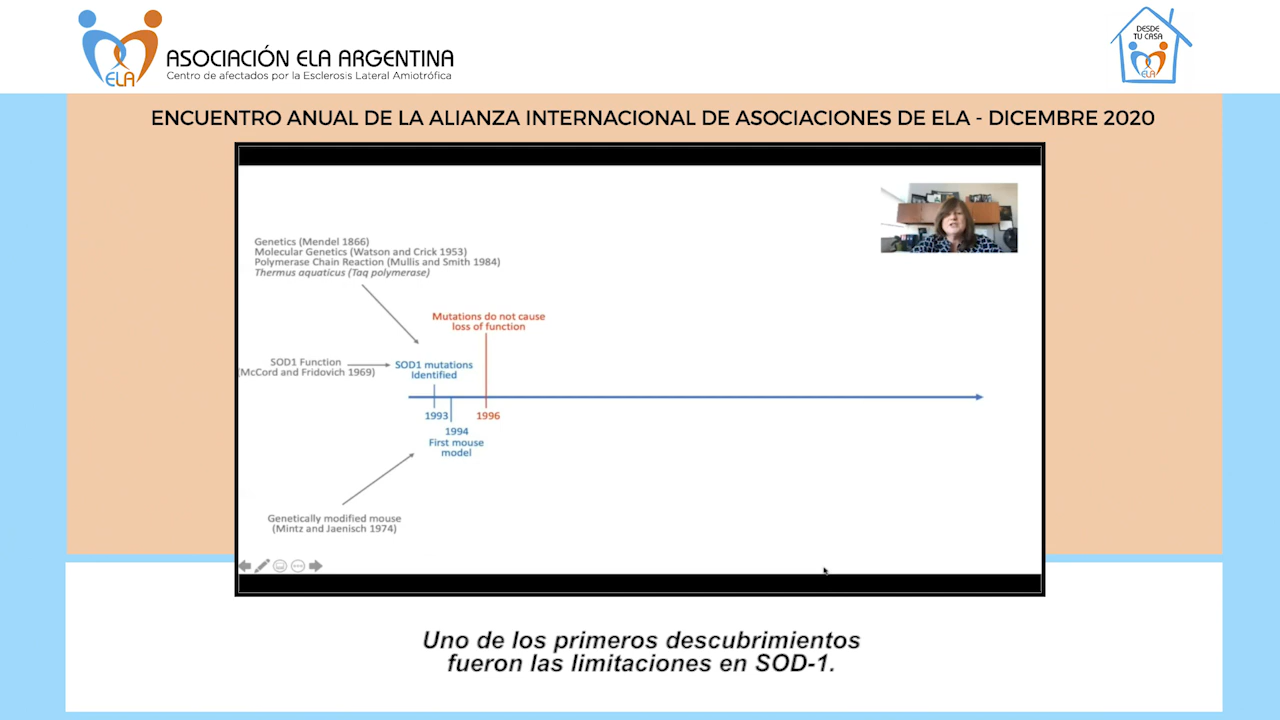 ASOCIACIÓN ELA ARGENTINA
Centro de afectados por la Esclerosis Lateral Amiotrófica
ELA
DESDE
TU CASA
ELA
ENCUENTRO ANUAL DE LA ALIANZA INTERNACIONAL DE ASOCIACIONES DE ELA - DICEMBRE 2020
Genetics (Mendel 1866)
Molecular Genetics (Watson and Crick 1953)
Polymerase Chain Reaction (Mullis and Smith 1984)
Thermus aquaticus (Taq polymerase)
Mutations do not cause
loss of function
SOD1 Function
(McCord and Fridovich 1969)
SOD1 mutations
Identified
1993
1996
1994
First mouse
model
Genetically modified mouse
(Mintz and Jaenisch 1974)
Uno de los primeros descubrimientos
fueron las limitaciones en SOD-1.